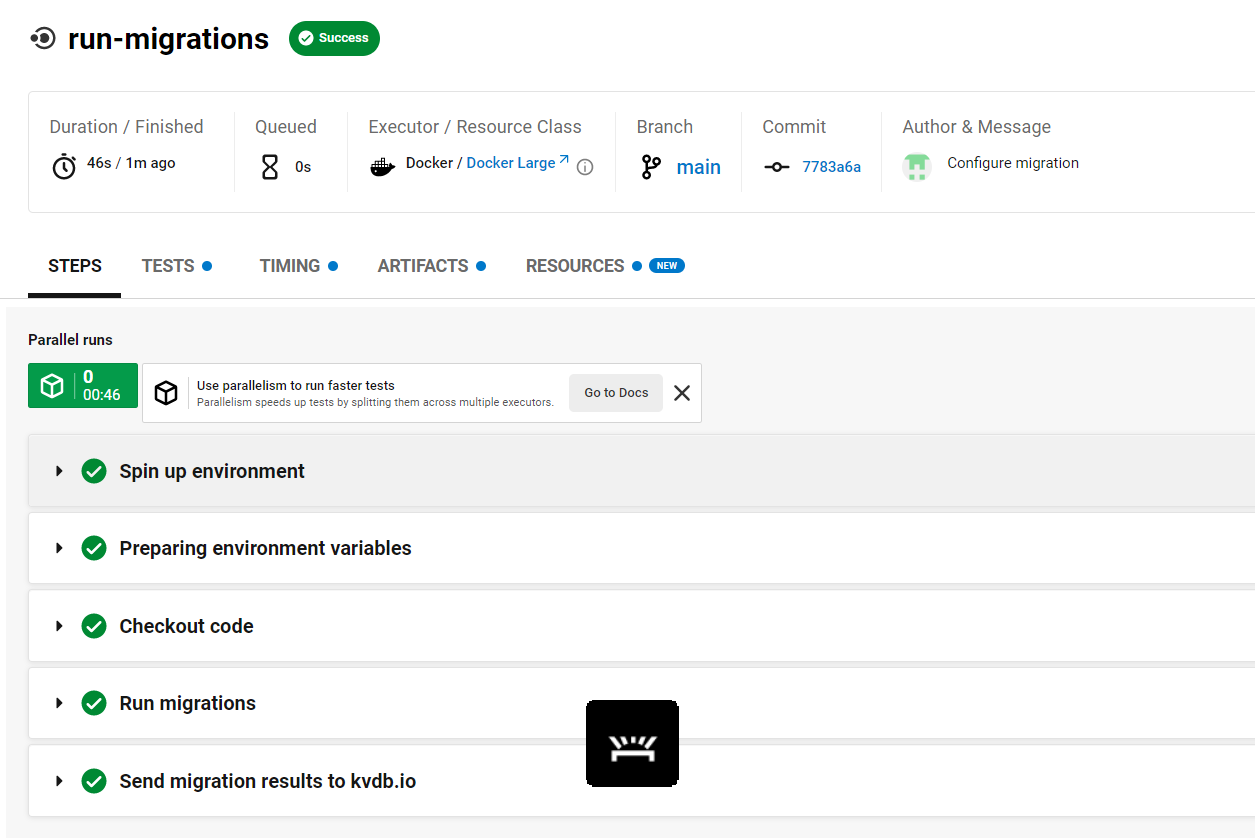 run-migrations Success
Duration / Finished Queued Executor / Resource Class Branch Commit Author & Message
46s / 1m ago 0s Docker / Docker Large main 7783a6a Configure migration
STEPS TESTS TIMING ARTIFACTS RESOURCES NEW
Parallel runs
0
00:46
Use parallelism to run faster tests
Parallelism speeds up tests by splitting them across multiple executors.
Go to Docs
Spin up environment
Preparing environment variables
Checkout code
Run migrations
Send migration results to kvdb.io